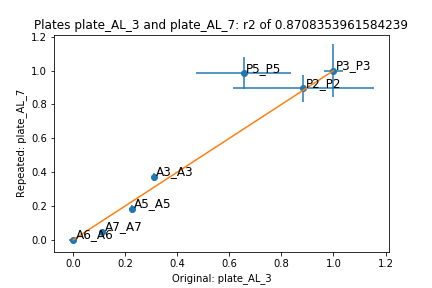 Plates plate_AL_3 and plate_AL_7: r2 of 0.8708353961584239
1.2
1.0
0.8
0.6
0.4
0.2
0.0
Repeated: plate_AL_7
P5_P5
P3_P3
P2_P2
A3_A3
A5_A5
A7_A7
A6_A6
0.0 0.2 0.4 0.6 0.8 1.0 1.2
Original: plate_AL_3